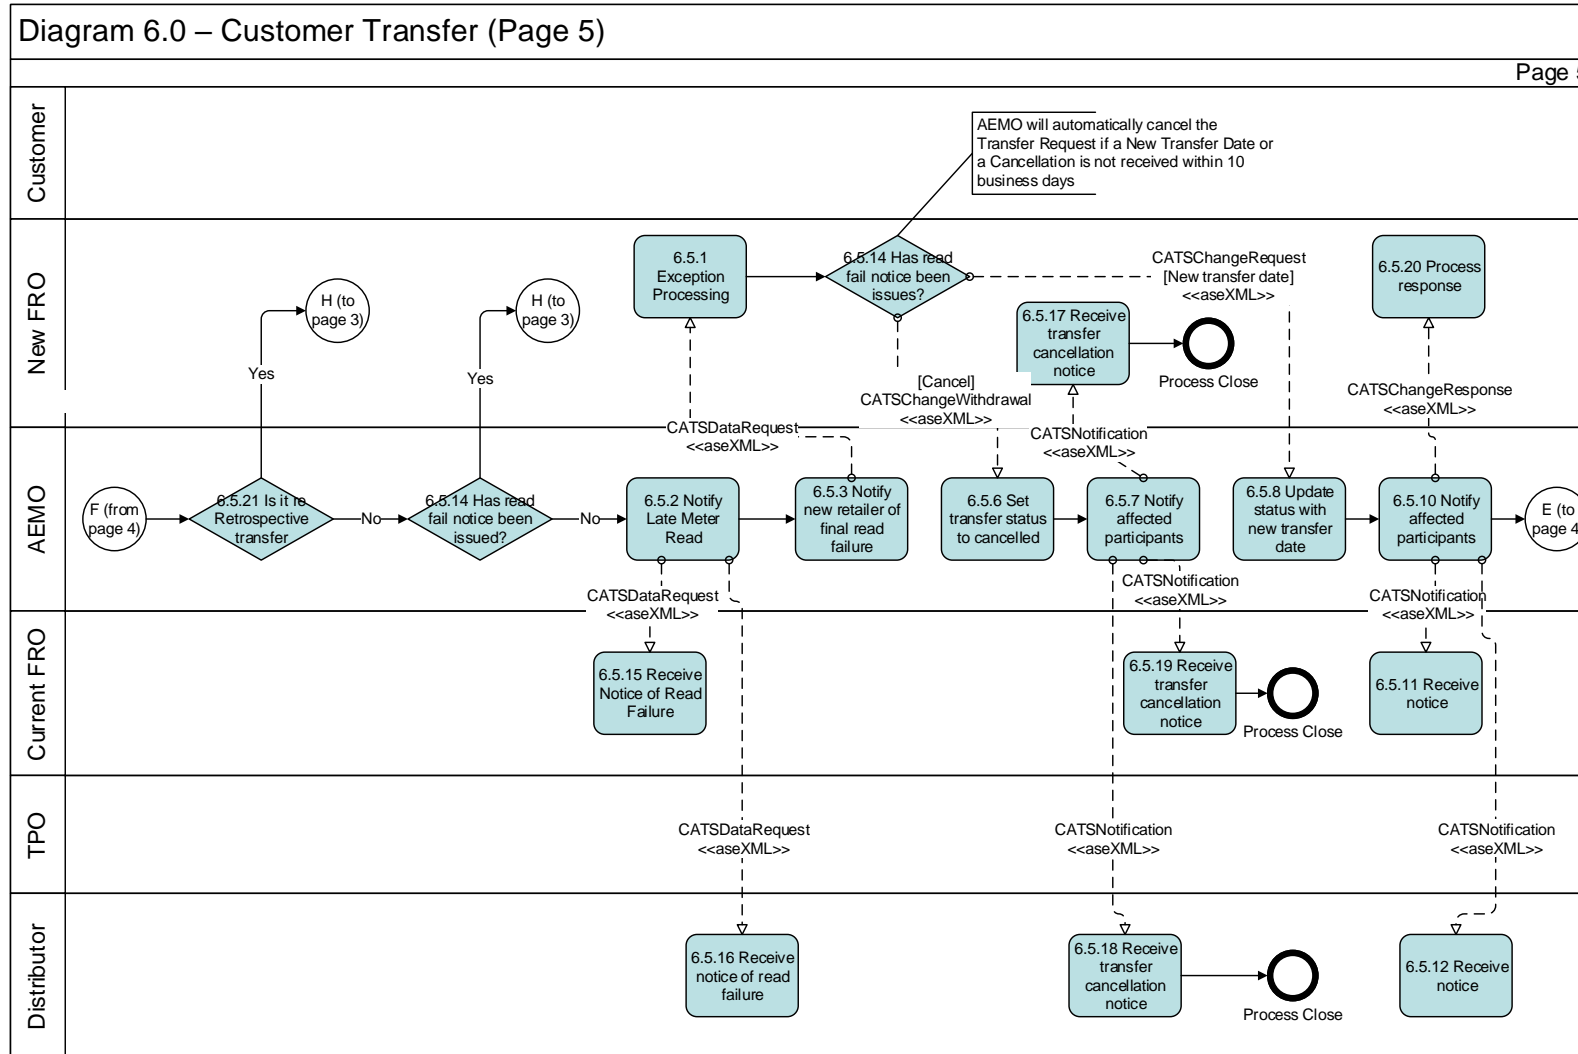 Diagram 6.0 – Customer Transfer (Page 5)
Page 5
Customer
AEMO will automatically cancel the
Transfer Request if a New Transfer Date or
a Cancellation is not received within 10
business days
New FRO
H (to
page 3)
Yes
H (to
page 3)
Yes
6.5.1
Exception
Processing
6.5.14 Has read
fail notice been
issues?
CATSChangeRequest
[New transfer date]
<<aseXML>>
6.5.17 Receive
transfer
cancellation
notice
Process Close
6.5.20 Process
response
[Cancel]
CATSChangeWithdrawal
<<aseXML>>
CATSChangeResponse
<<aseXML>>
CATSDataRequest
<<aseXML>>
CATSNotification
<<aseXML>>
AEMO
F (from
page 4)
6.5.21 Is it re
Retrospective
transfer
No
6.5.14 Has read
fail notice been
issued?
No
6.5.2 Notify
Late Meter
Read
6.5.3 Notify
new retailer of
final read
failure
6.5.6 Set
transfer status
to cancelled
6.5.7 Notify
affected
participants
6.5.8 Update
status with
new transfer
date
6.5.10 Notify
affected
participants
E (to
page 4
CATSDataRequest
<<aseXML>>
CATSNotification
<<aseXML>>
CATSNotification
<<aseXML>>
Current FRO
6.5.15 Receive
Notice of Read
Failure
6.5.19 Receive
transfer
cancellation
notice
Process Close
6.5.11 Receive
notice
TPO
CATSDataRequest
<<aseXML>>
CATSNotification
<<aseXML>>
CATSNotification
<<aseXML>>
Distributor
6.5.16 Receive
notice of read
failure
6.5.18 Receive
transfer
cancellation
notice
Process Close
6.5.12 Receive
notice